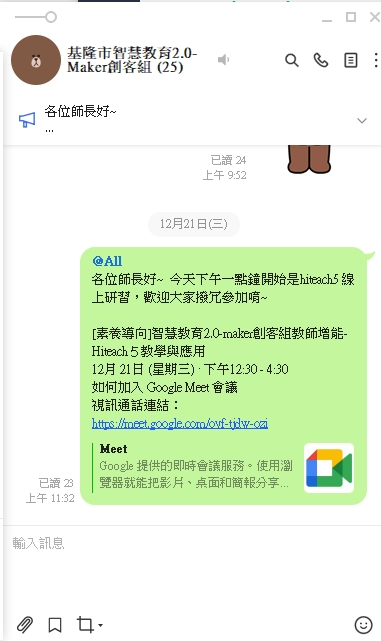 基隆市智慧教育2.0-
Maker創客組 (25)
各位師長好~
...
已讀 24
上午 9:52
12月21日(三)
@All
各位師長好~ 今天下午一點鐘開始是hiteach5 線
上研習，歡迎大家撥冗參加唷~
[素養導向]智慧教育2.0-maker創客組教師增能-
Hiteach５教學與應用
12月 21日 (星期三) · 下午12:30 - 4:30
如何加入 Google Meet 會議
視訊通話連結：
https://meet.google.com/ovf-tjdw-ozi
Meet
Google 提供的即時會議服務。使用瀏
覽器就能把影片、桌面和簡報分享...
已讀 23
上午 11:32
輸入訊息